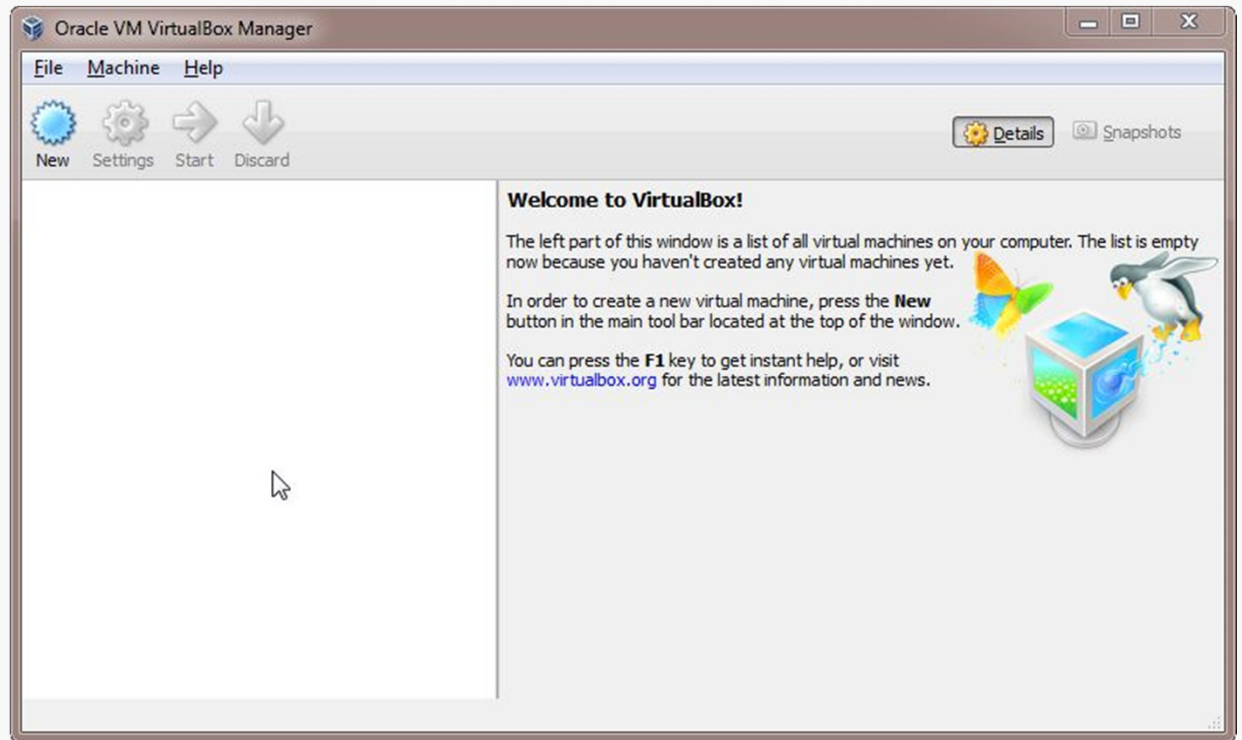 Oracle VM VirtualBox Manager
File Machine Help
New Settings Start Discard
Details Snapshots
Welcome to VirtualBox!
The left part of this window is a list of all virtual machines on your computer. The list is empty
now because you haven't created any virtual machines yet.
In order to create a new virtual machine, press the New
button in the main tool bar located at the top of the window.
You can press the F1 key to get instant help, or visit
www.virtualbox.org for the latest information and news.